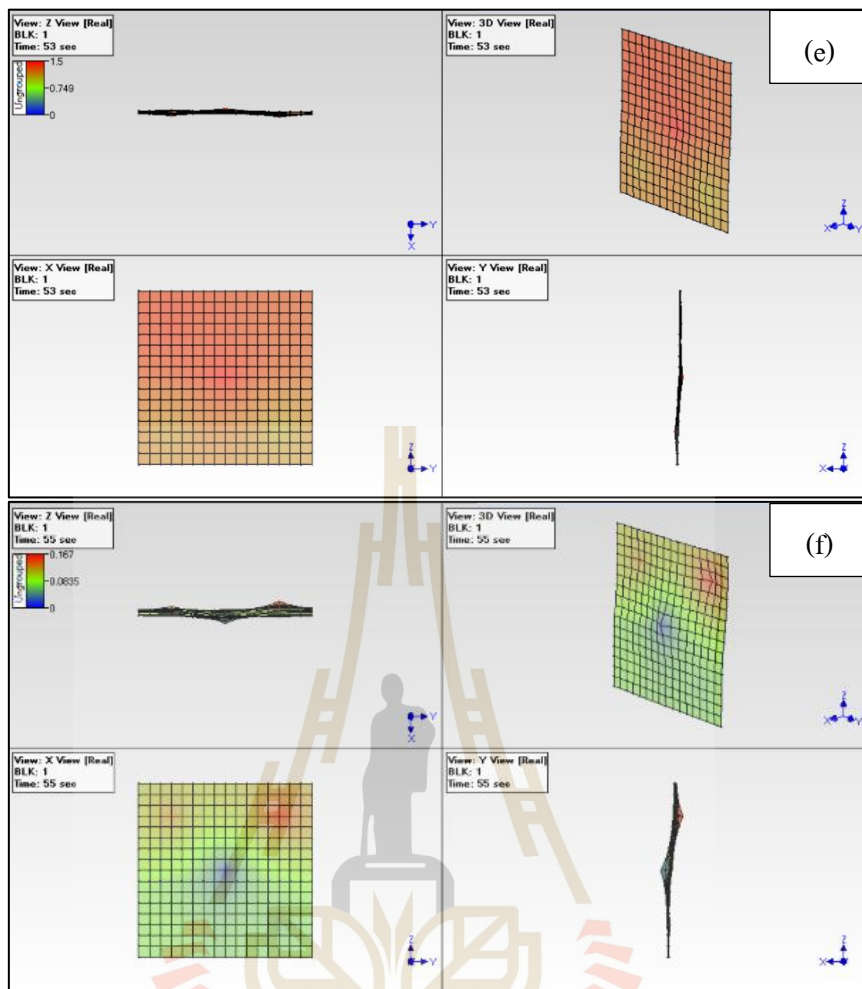 View: Z View [Real]
BLK: 1
Time: 53 sec
Ungrouped
1.5
0.749
0
Y
X
View: 3D View [Real]
BLK: 1
Time: 53 sec
(e)
Z
X
Y
View: X View [Real]
BLK: 1
Time: 53 sec
Z
Y
View: Y View [Real]
BLK: 1
Time: 53 sec
Z
X
View: Z View [Real]
BLK: 1
Time: 55 sec
Ungrouped
0.167
0.0835
0
Y
X
View: 3D View [Real]
BLK: 1
Time: 55 sec
(f)
Z
X
Y
View: X View [Real]
BLK: 1
Time: 55 sec
Z
Y
View: Y View [Real]
BLK: 1
Time: 55 sec
Z
X